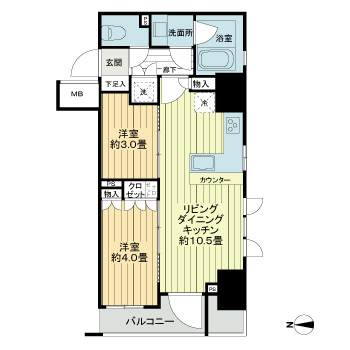 PS
洗面所
浴室
玄関
廊下
MB
下足入
洗
物入
冷
洋室
約3.0畳
カウンター
PS
クロ
ゼット
物入
リビング
ダイニング
キッチン
約10.5畳
洋室
約4.0畳
PS
バルコニー
N